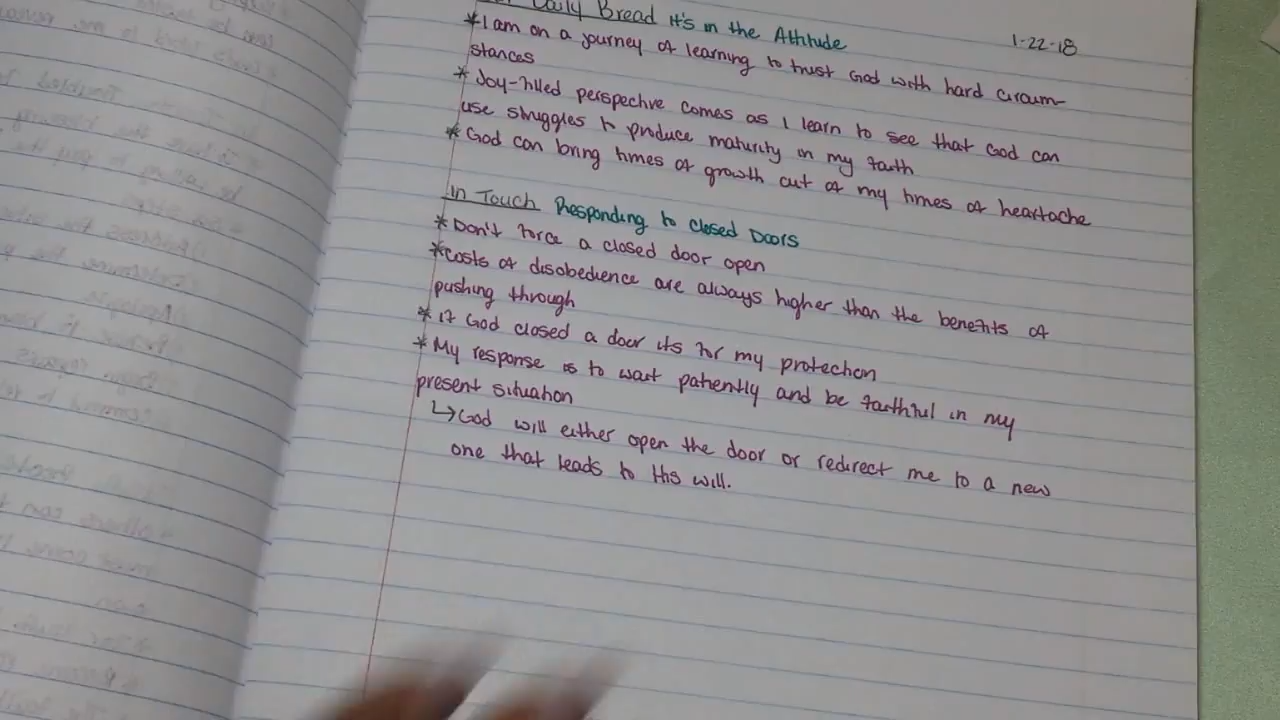 Daily Bread It's in the Attitude
1-22-18
*I am on a journey of learning to trust God with hard circum-
stances
*Joy-filled perspective comes as I learn to see that God can
use struggles to produce maturity in my faith
*God can bring times of growth out of my times of heartache
In Touch Responding to Closed Doors
*Don't force a closed door open
*Costs of disobedience are always higher than the benefits of
pushing through
*If God closed a door its for my protection
*My response is to wait patiently and be faithful in my
present situation
↳God will either open the door or redirect me to a new
one that leads to His will.